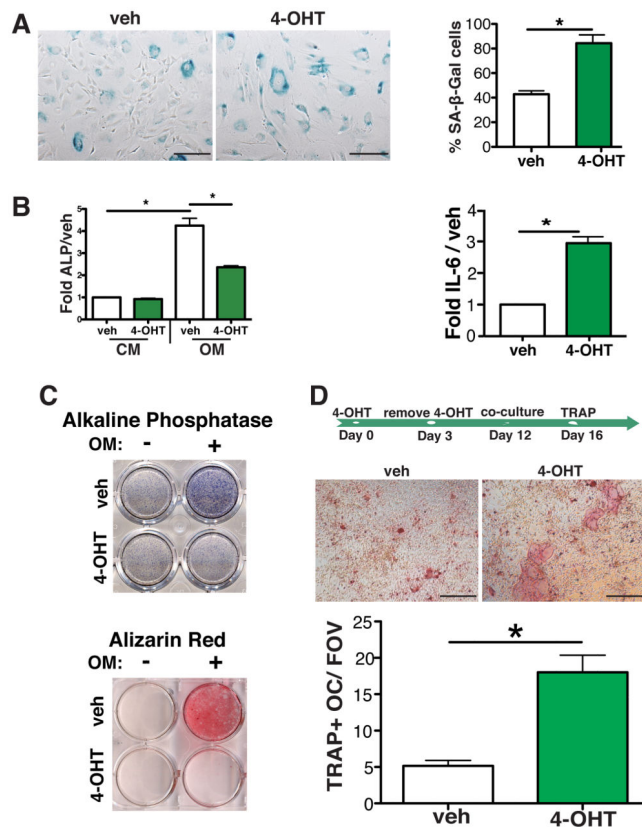 A
veh
4-OHT
*
% SA-β-Gal cells
100
80
60
40
20
0
veh
4-OHT
B
*
*
Fold ALP/veh
5
4
3
2
1
0
veh
4-OHT
veh
4-OHT
CM
OM
*
Fold IL-6 / veh
4
3
2
1
0
veh
4-OHT
C
Alkaline Phosphatase
OM: - +
veh
4-OHT
Alizarin Red
OM: - +
veh
4-OHT
D
4-OHT remove 4-OHT co-culture TRAP
Day 0 Day 3 Day 12 Day 16
veh
4-OHT
*
TRAP+ OC/ FOV
25
20
15
10
5
0
veh
4-OHT